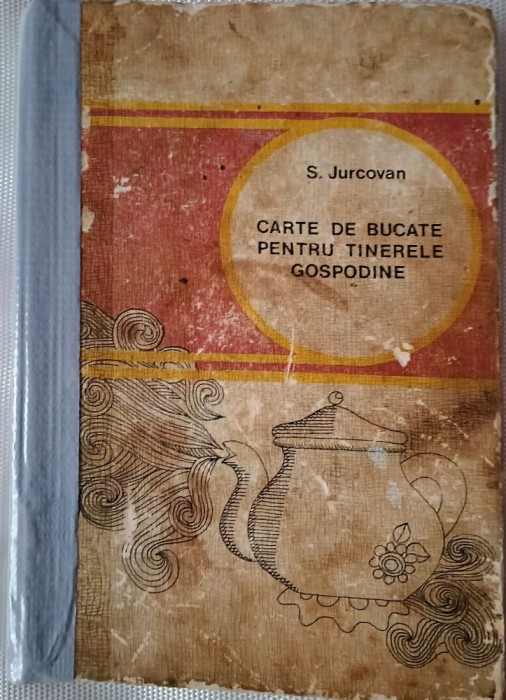 S. Jurcovan
CARTE DE BUCATE
PENTRU TINERELE
GOSPODINE